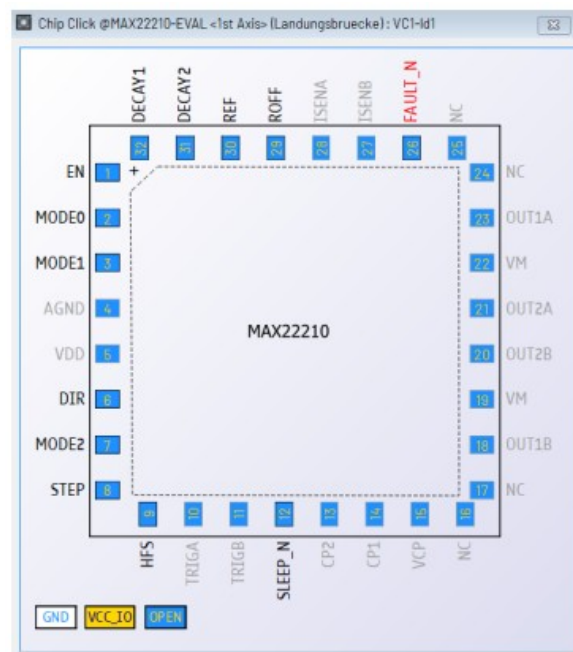 Chip Click @MAX22210-EVAL <1st Axis> (Landungsbruecke) : VC1-Id1
DECAY1 DECAY2 REF ROFF ISENA ISENB FAULT_N NC
32 31 30 29 28 27 26 25
EN 1 + 24 NC
MODE0 2 23 OUT1A
MODE1 3 22 VM
AGND 4 21 OUT2A
MAX22210
VDD 5 20 OUT2B
DIR 6 19 VM
MODE2 7 18 OUT1B
STEP 8 17 NC
9 10 11 12 13 14 15 16
HFS TRIGA TRIGB SLEEP_N CP2 CP1 VCP NC
GND VCC_IO OPEN